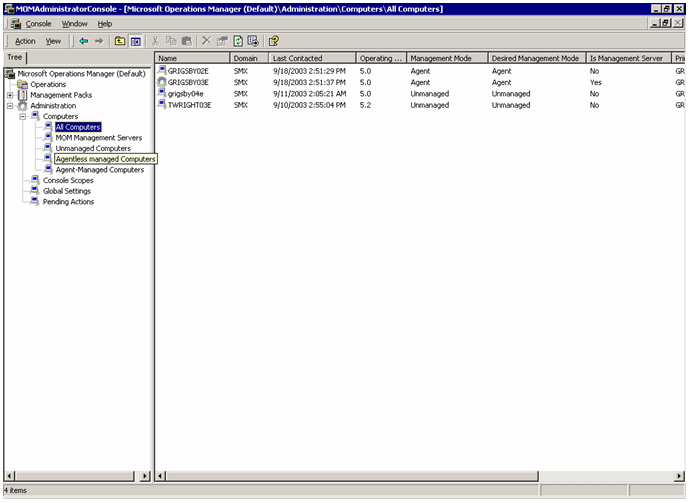 MOMAdministratorConsole - [Microsoft Operations Manager (Default)\Administration\Computers\All Computers]
Console Window Help
Action View
Tree
Name Domain Last Contacted Operating ... Management Mode Desired Management Mode Is Management Server Pri
Microsoft Operations Manager (Default)
Operations
Management Packs
Administration
Computers
All Computers
MOM Management Servers
Unmanaged Computers
Agentless managed Computers
Agent-Managed Computers
Console Scopes
Global Settings
Pending Actions
GRIGSBY02E SMX 9/18/2003 2:51:29 PM 5.0 Agent Agent No GR
GRIGSBY03E SMX 9/18/2003 2:51:37 PM 5.0 Agent Agent Yes GR
grigsby04e SMX 9/11/2003 2:05:21 AM 5.0 Unmanaged Unmanaged No GR
TWRIGHT03E SMX 9/10/2003 2:55:04 PM 5.2 Unmanaged Unmanaged No GR
4 items